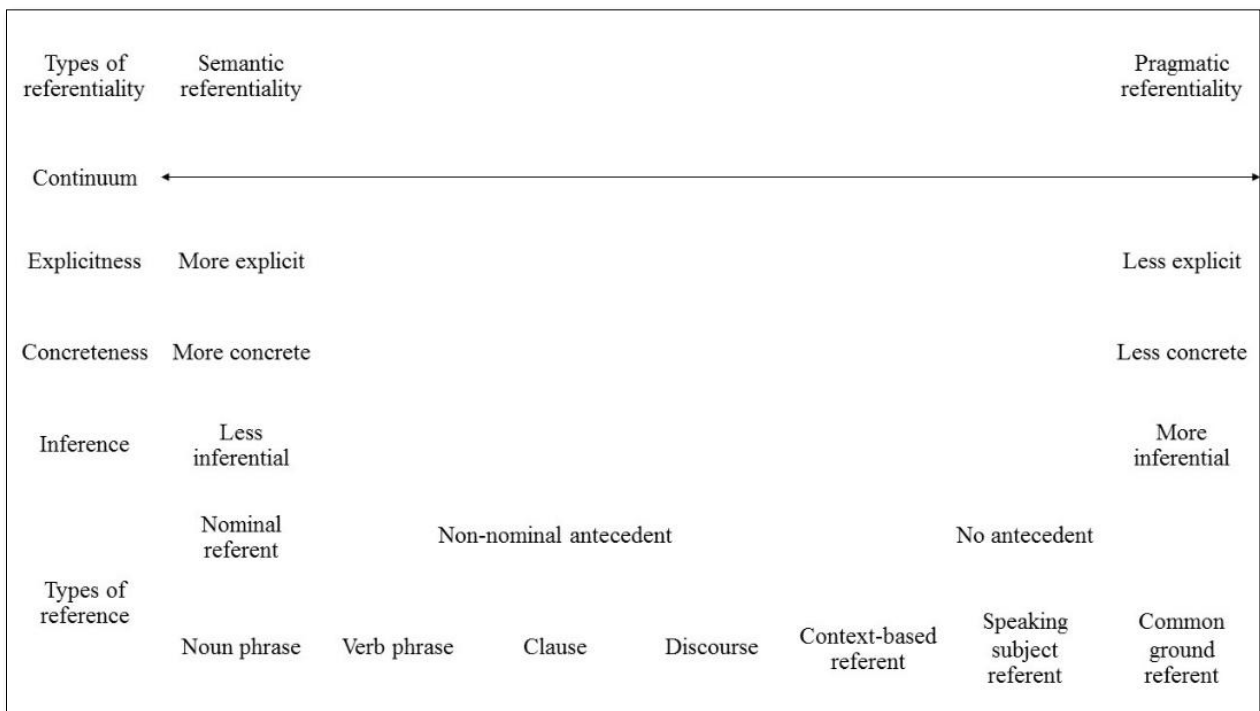 Types of referentiality
Semantic referentiality
Pragmatic referentiality
Continuum
Explicitness
More explicit
Less explicit
Concreteness
More concrete
Less concrete
Inference
Less inferential
More inferential
Types of reference
Nominal referent
Non-nominal antecedent
No antecedent
Noun phrase
Verb phrase
Clause
Discourse
Context-based referent
Speaking subject referent
Common ground referent